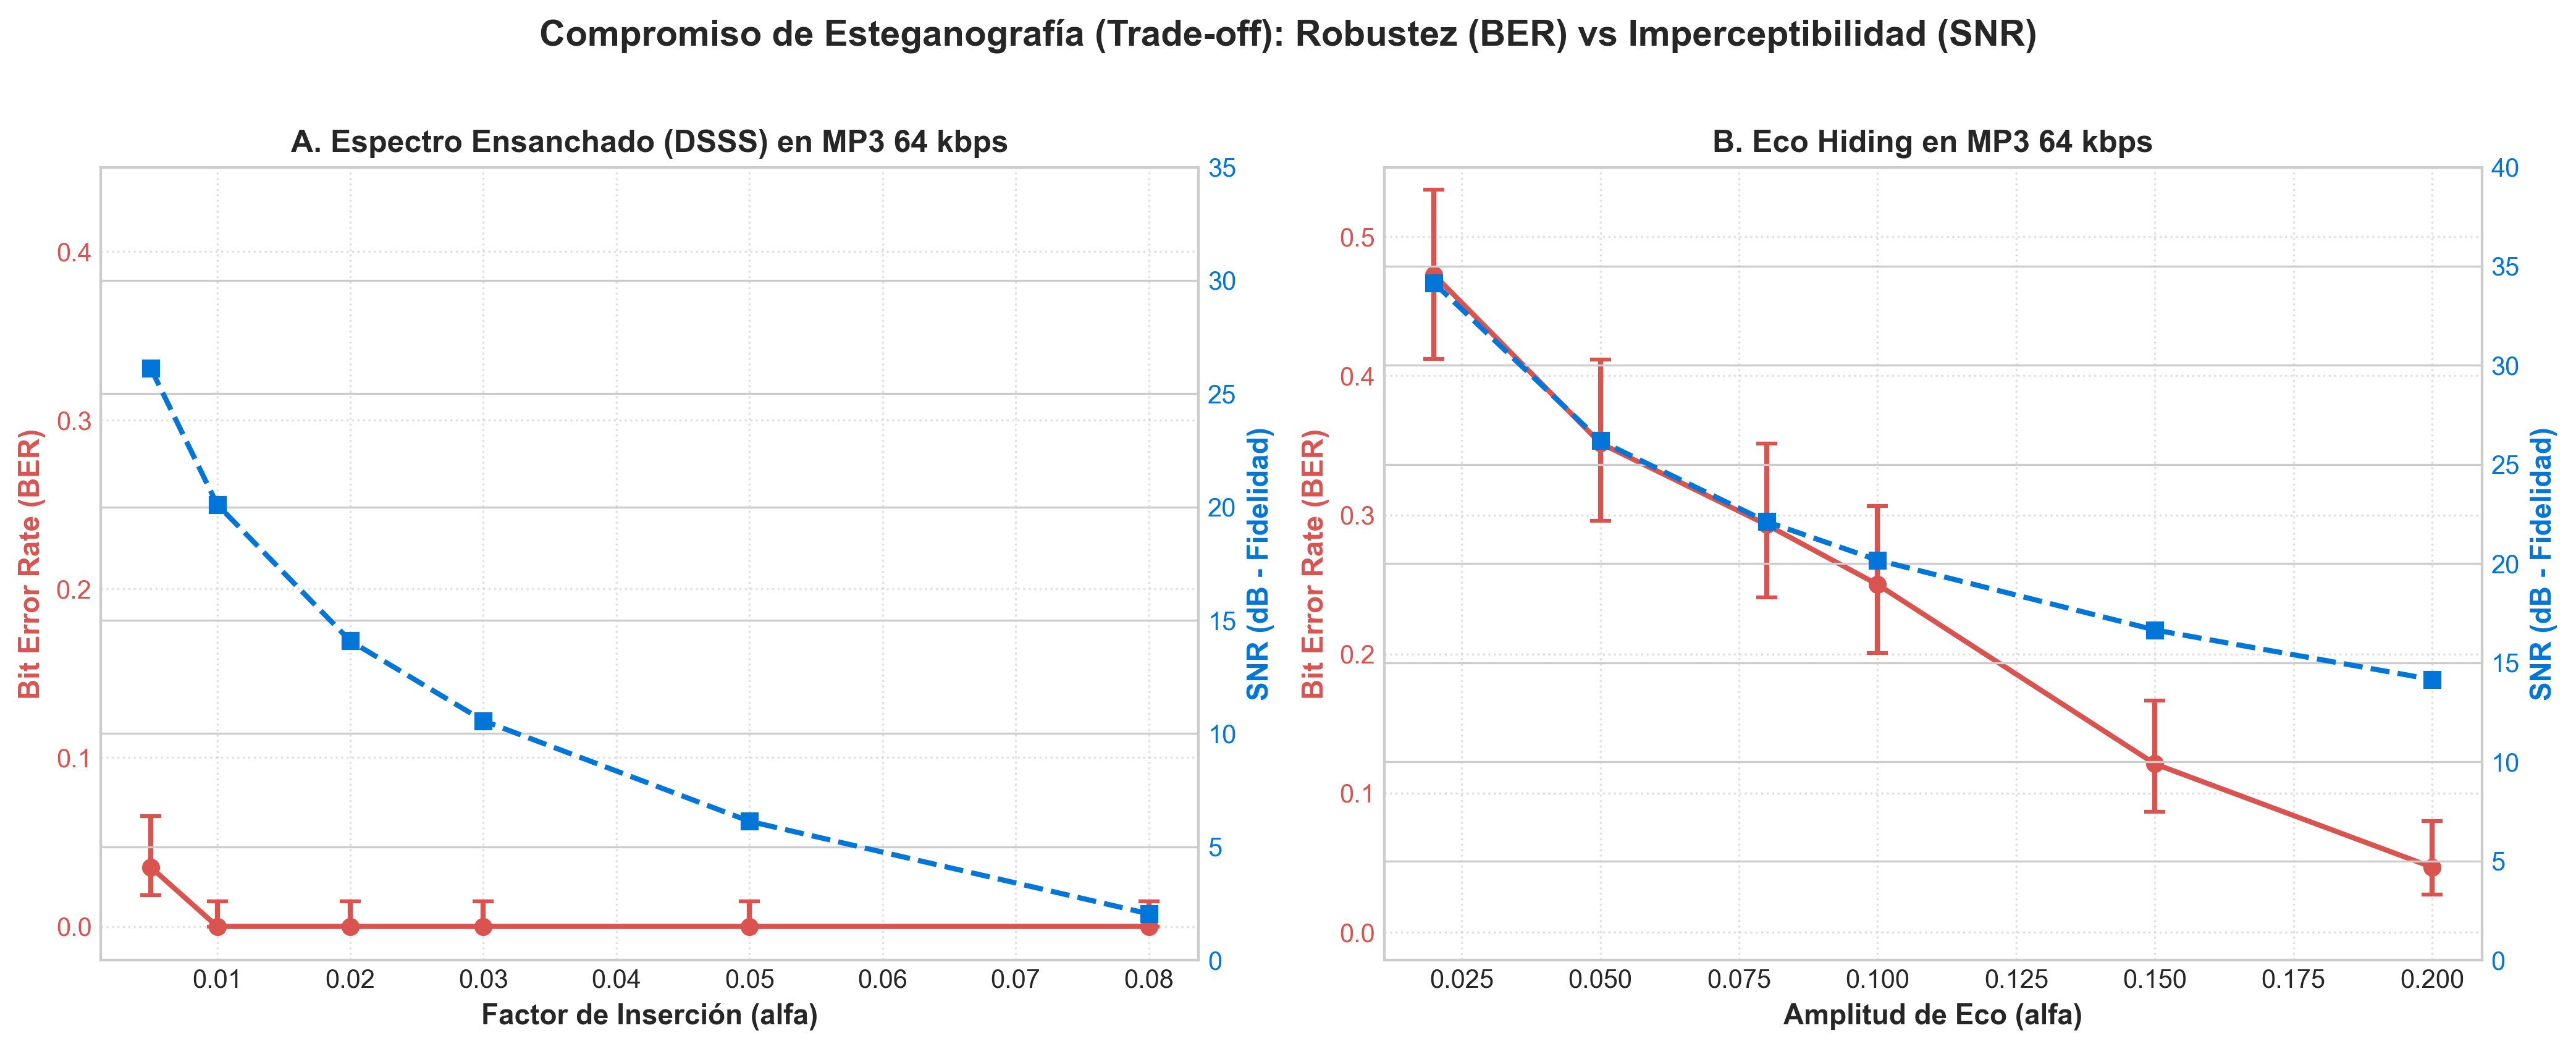 Compromiso de Esteganografía (Trade-off): Robustez (BER) vs Imperceptibilidad (SNR)
A. Espectro Ensanchado (DSSS) en MP3 64 kbps
Bit Error Rate (BER)
0.4
0.3
0.2
0.1
0.0
35
30
25
20
15
10
5
0
SNR (dB - Fidelidad)
0.01 0.02 0.03 0.04 0.05 0.06 0.07 0.08
Factor de Inserción (alfa)
B. Eco Hiding en MP3 64 kbps
Bit Error Rate (BER)
0.5
0.4
0.3
0.2
0.1
0.0
40
35
30
25
20
15
10
5
0
SNR (dB - Fidelidad)
0.025 0.050 0.075 0.100 0.125 0.150 0.175 0.200
Amplitud de Eco (alfa)